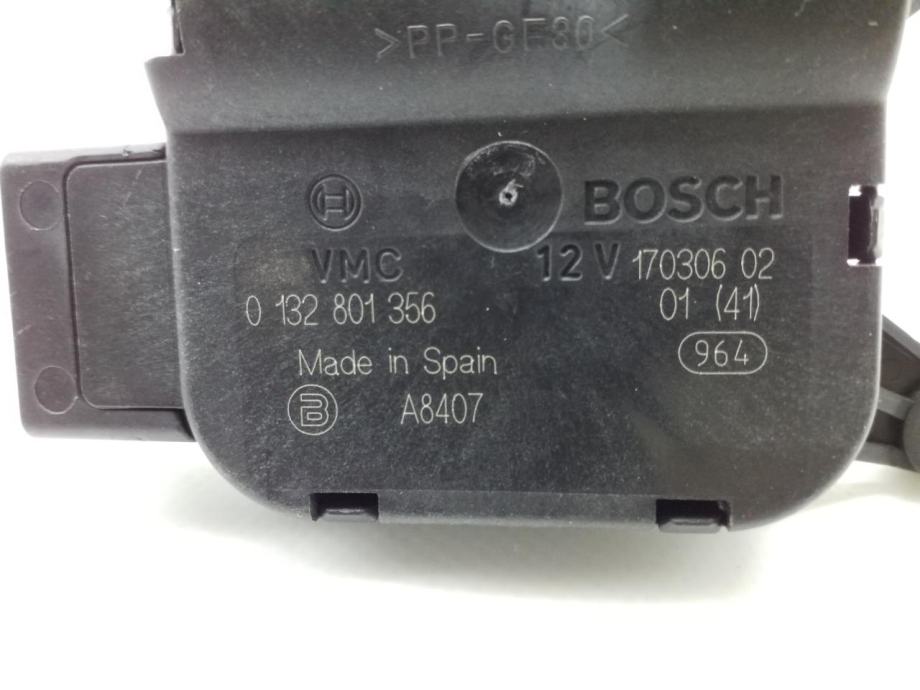 >PP-GF30<
BOSCH
VMC 12 V 170306 02
0 132 801 356 01 (41)
Made in Spain 964
B A8407